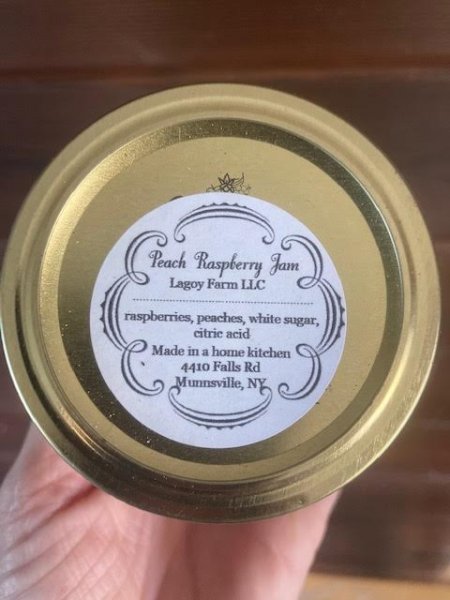 Peach Raspberry Jam
Lagoy Farm LLC
raspberries, peaches, white sugar,
citric acid
Made in a home kitchen
4410 Falls Rd
Munnsville, NY